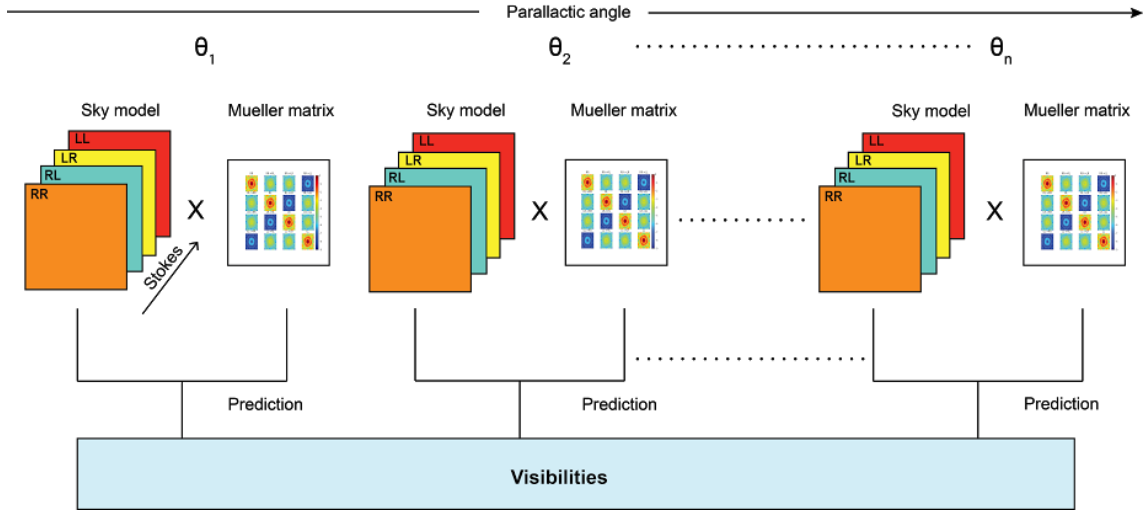 Parallactic angle
θ1 θ2 θn
Sky model Mueller matrix Sky model Mueller matrix Sky model Mueller matrix
LL LL LL
LR LR LR
RL RL RL
RR X RR X RR X
Stokes
Prediction Prediction Prediction
Visibilities